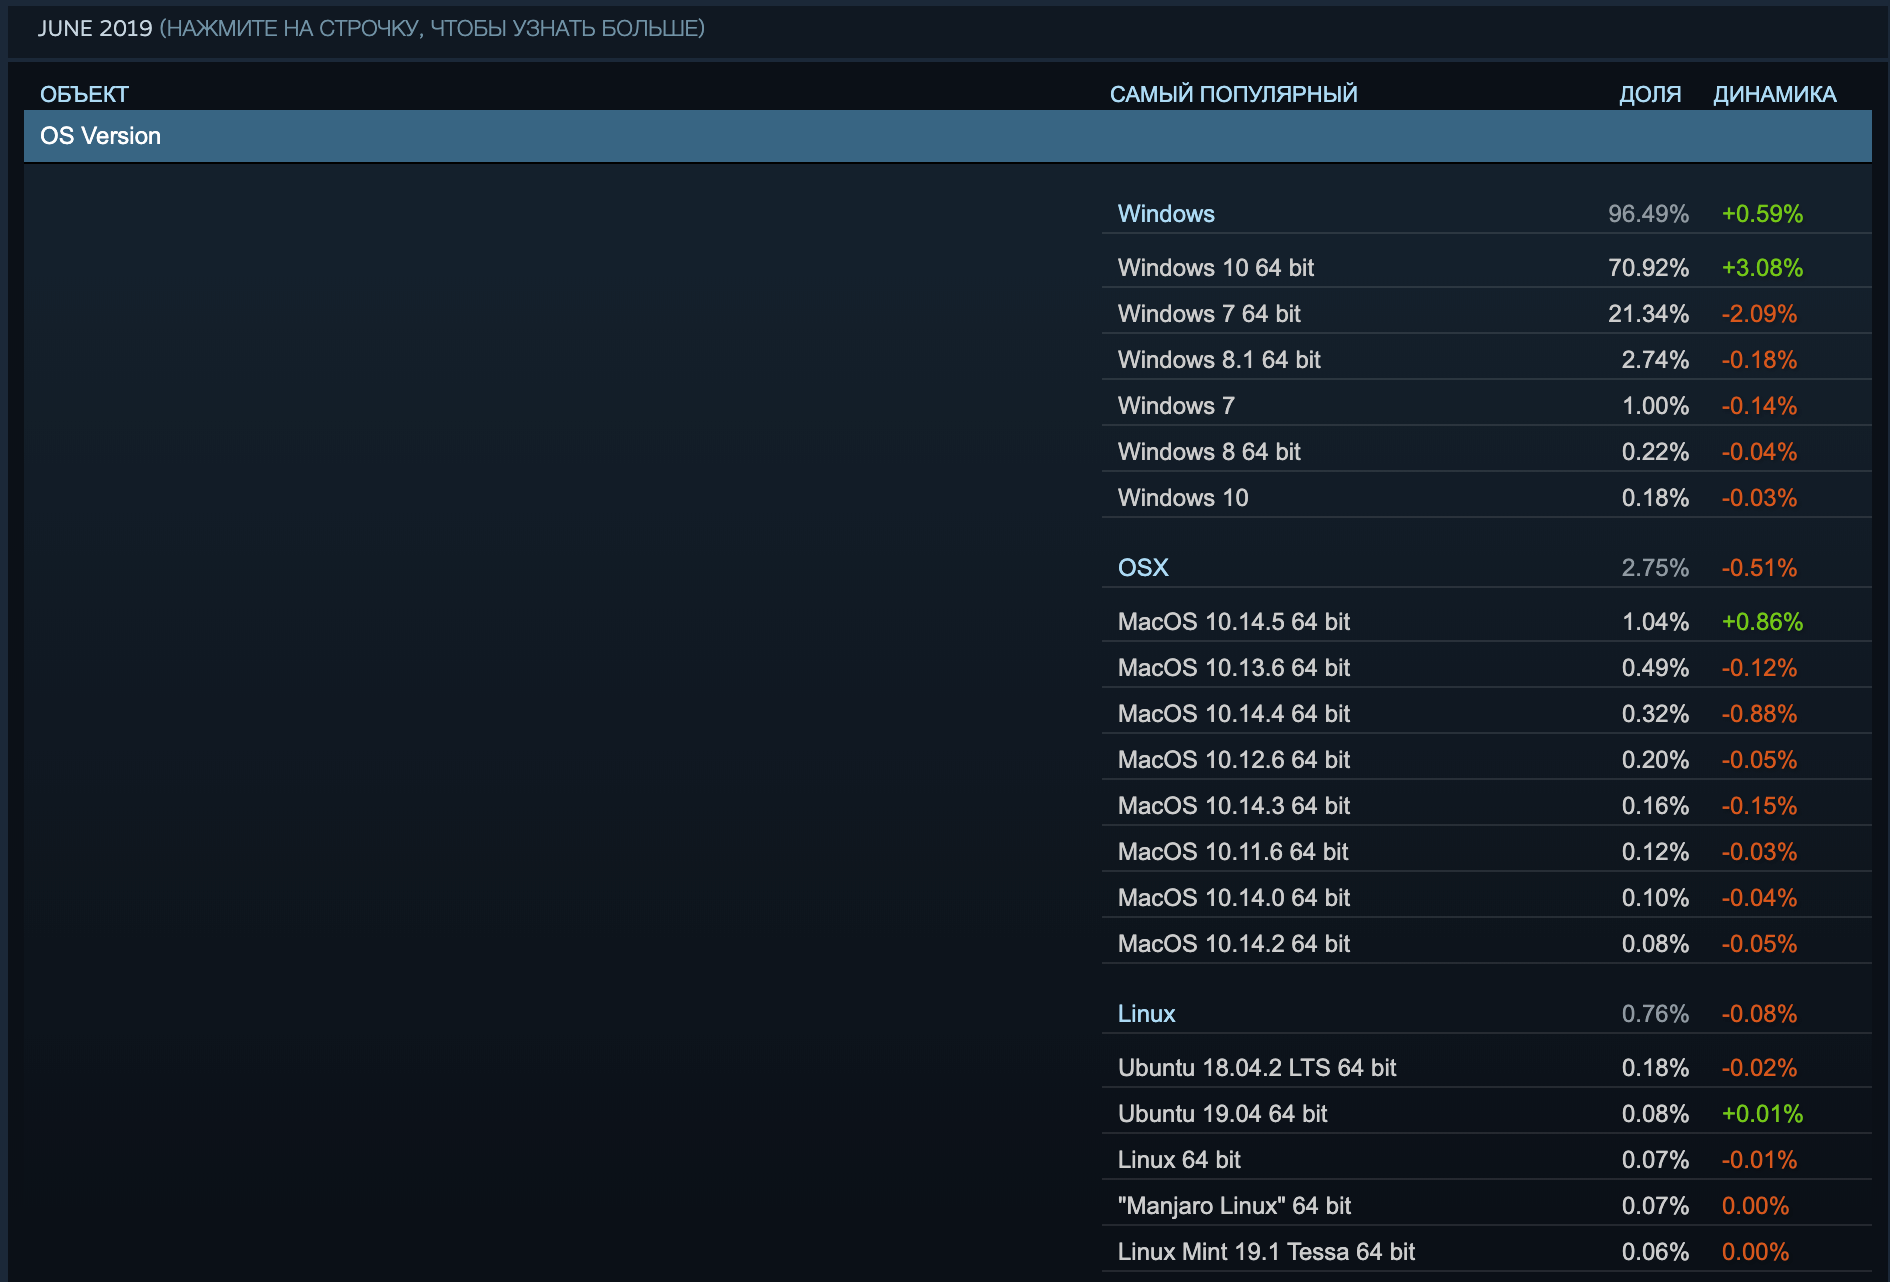 JUNE 2019 (НАЖМИТЕ НА СТРОЧКУ, ЧТОБЫ УЗНАТЬ БОЛЬШЕ)
ОБЪЕКТ САМЫЙ ПОПУЛЯРНЫЙ ДОЛЯ ДИНАМИКА
OS Version
Windows 96.49% +0.59%
Windows 10 64 bit 70.92% +3.08%
Windows 7 64 bit 21.34% -2.09%
Windows 8.1 64 bit 2.74% -0.18%
Windows 7 1.00% -0.14%
Windows 8 64 bit 0.22% -0.04%
Windows 10 0.18% -0.03%
OSX 2.75% -0.51%
MacOS 10.14.5 64 bit 1.04% +0.86%
MacOS 10.13.6 64 bit 0.49% -0.12%
MacOS 10.14.4 64 bit 0.32% -0.88%
MacOS 10.12.6 64 bit 0.20% -0.05%
MacOS 10.14.3 64 bit 0.16% -0.15%
MacOS 10.11.6 64 bit 0.12% -0.03%
MacOS 10.14.0 64 bit 0.10% -0.04%
MacOS 10.14.2 64 bit 0.08% -0.05%
Linux 0.76% -0.08%
Ubuntu 18.04.2 LTS 64 bit 0.18% -0.02%
Ubuntu 19.04 64 bit 0.08% +0.01%
Linux 64 bit 0.07% -0.01%
"Manjaro Linux" 64 bit 0.07% 0.00%
Linux Mint 19.1 Tessa 64 bit 0.06% 0.00%